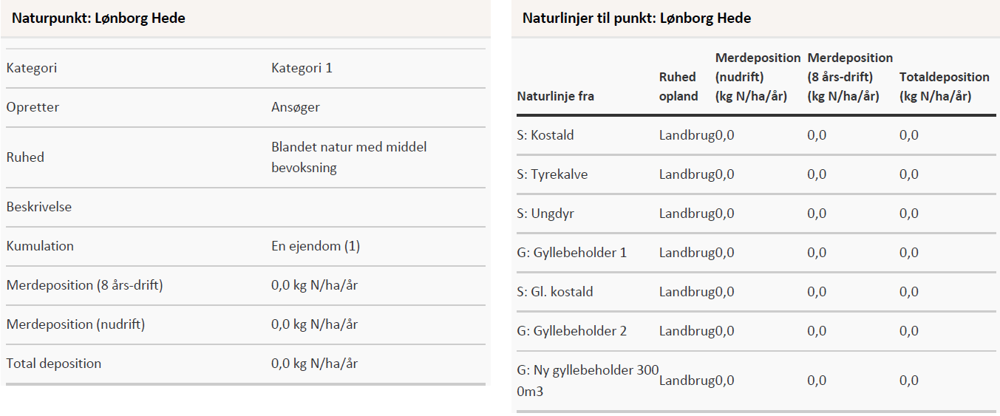 Naturpunkt: Lønborg Hede
Kategori Kategori 1
Opretter Ansøger
Ruhed Blandet natur med middel
bevoksning
Beskrivelse
Kumulation En ejendom (1)
Merdeposition (8 års-drift) 0,0 kg N/ha/år
Merdeposition (nudrift) 0,0 kg N/ha/år
Total deposition 0,0 kg N/ha/år
Naturlinjer til punkt: Lønborg Hede
Merdeposition Merdeposition
Ruhed (nudrift) (8 års-drift) Totaldeposition
Naturlinje fra opland (kg N/ha/år) (kg N/ha/år) (kg N/ha/år)
S: Kostald Landbrug 0,0 0,0 0,0
S: Tyrekalve Landbrug 0,0 0,0 0,0
S: Ungdyr Landbrug 0,0 0,0 0,0
G: Gyllebeholder 1 Landbrug 0,0 0,0 0,0
S: Gl. kostald Landbrug 0,0 0,0 0,0
G: Gyllebeholder 2 Landbrug 0,0 0,0 0,0
G: Ny gyllebeholder 300
0m3 Landbrug 0,0 0,0 0,0